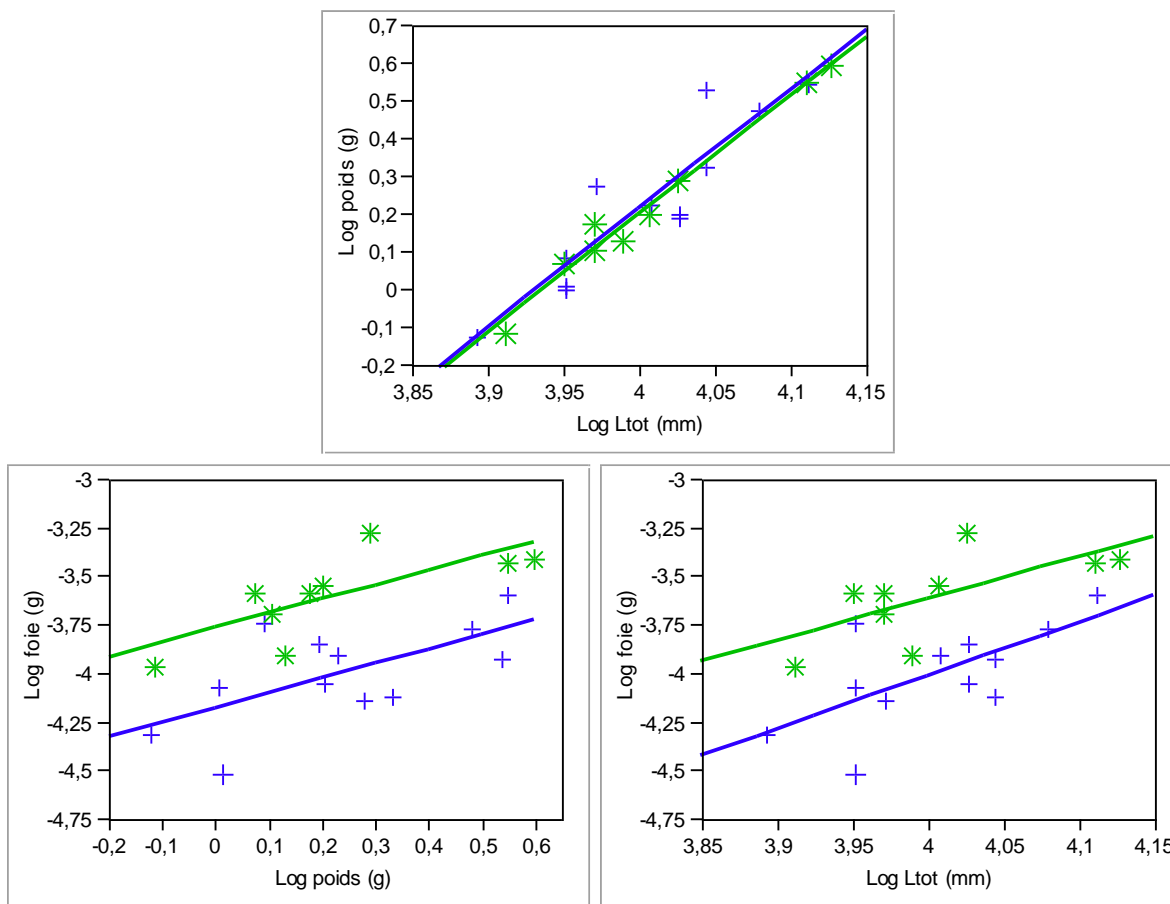 0,7
0,6
0,5
0,4
0,3
0,2
0,1
0
-0,1
-0,2
Log poids (g)
3,85 3,9 3,95 4 4,05 4,1 4,15
Log Ltot (mm)
-3
-3,25
-3,5
-3,75
-4
-4,25
-4,5
-4,75
Log foie (g)
-0,2 -0,1 0 0,1 0,2 0,3 0,4 0,5 0,6
Log poids (g)
-3
-3,25
-3,5
-3,75
-4
-4,25
-4,5
-4,75
Log foie (g)
3,85 3,9 3,95 4 4,05 4,1 4,15
Log Ltot (mm)